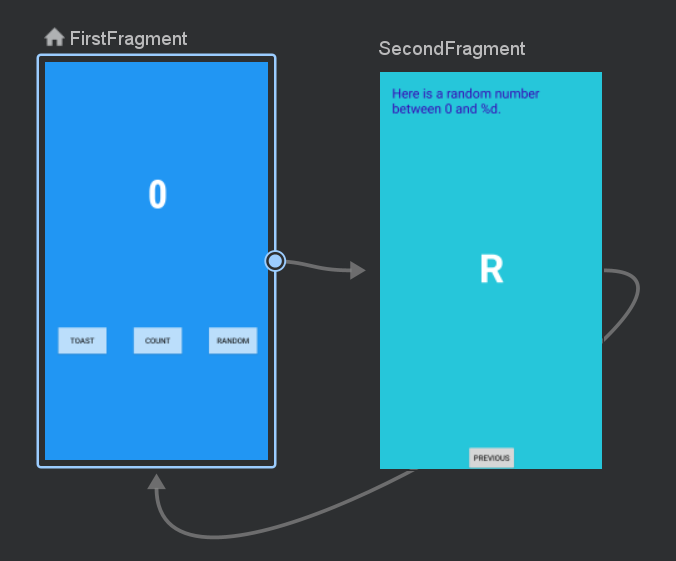 FirstFragment
0
TOAST
COUNT
RANDOM
SecondFragment
Here is a random number
between 0 and %d.
R
PREVIOUS